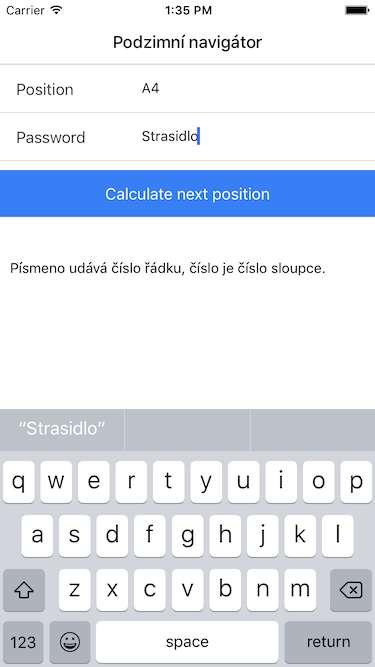 Carrier 1:35 PM
Podzimní navigátor
Position A4
Password Strasidlo
Calculate next position
Písmeno udává číslo řádku, číslo je číslo sloupce.
“Strasidlo”
q w e r t y u i o p
a s d f g h j k l
z x c v b n m
123 space return